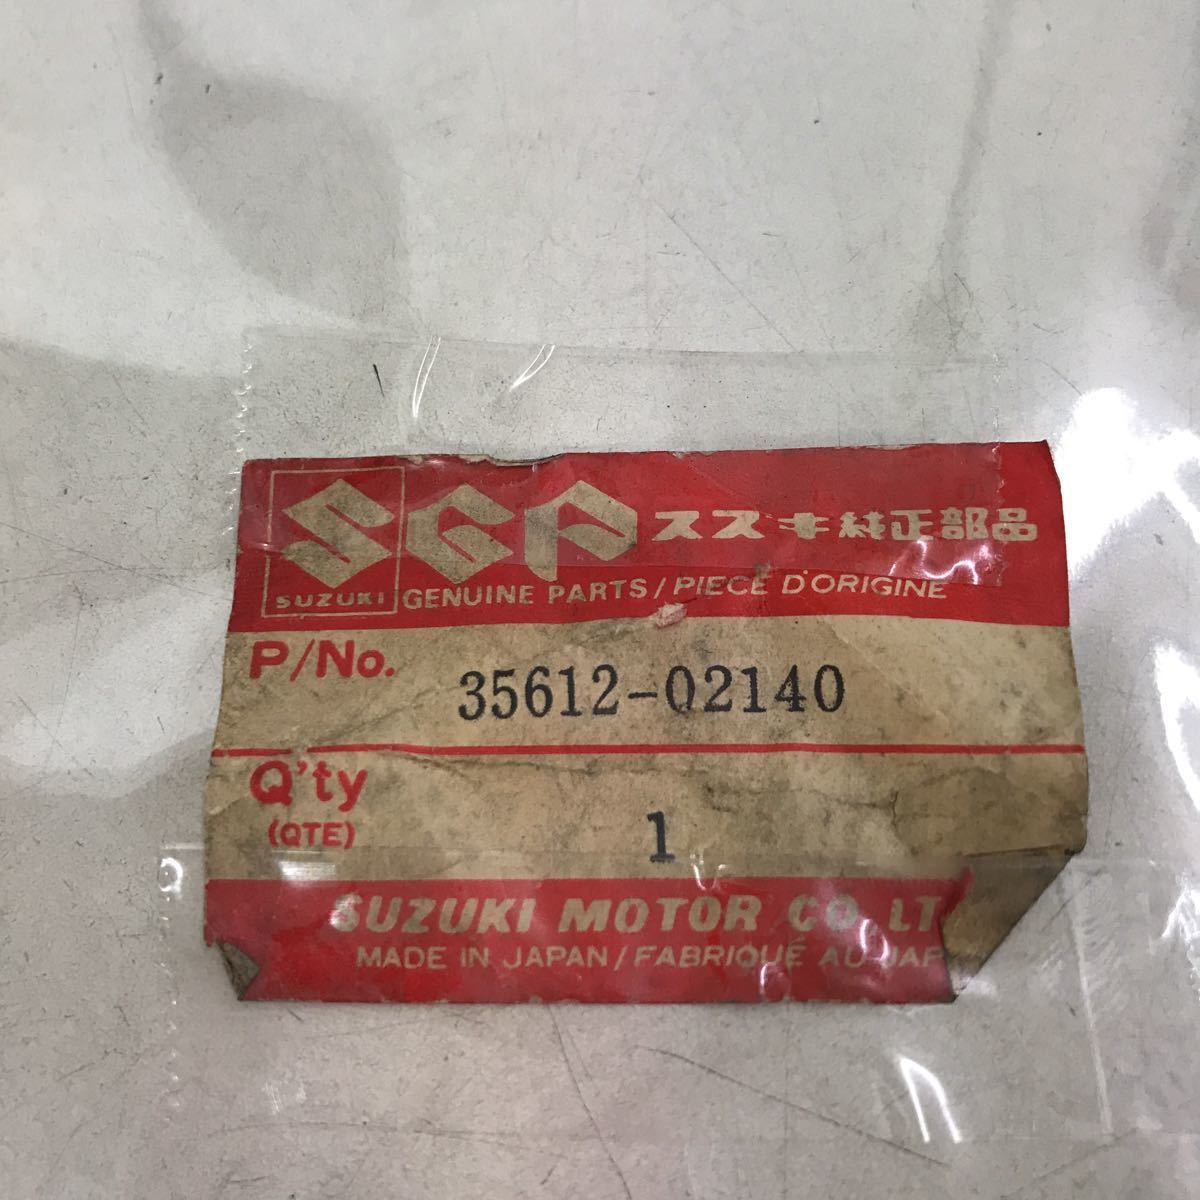 SGP スズキ純正部品
SUZUKI GENUINE PARTS/PIECE D'ORIGINE
P/No. 35612-02140
Q'ty
(QTE) 1
SUZUKI MOTOR CO. LT
MADE IN JAPAN/FABRIQUÉ AU JAP